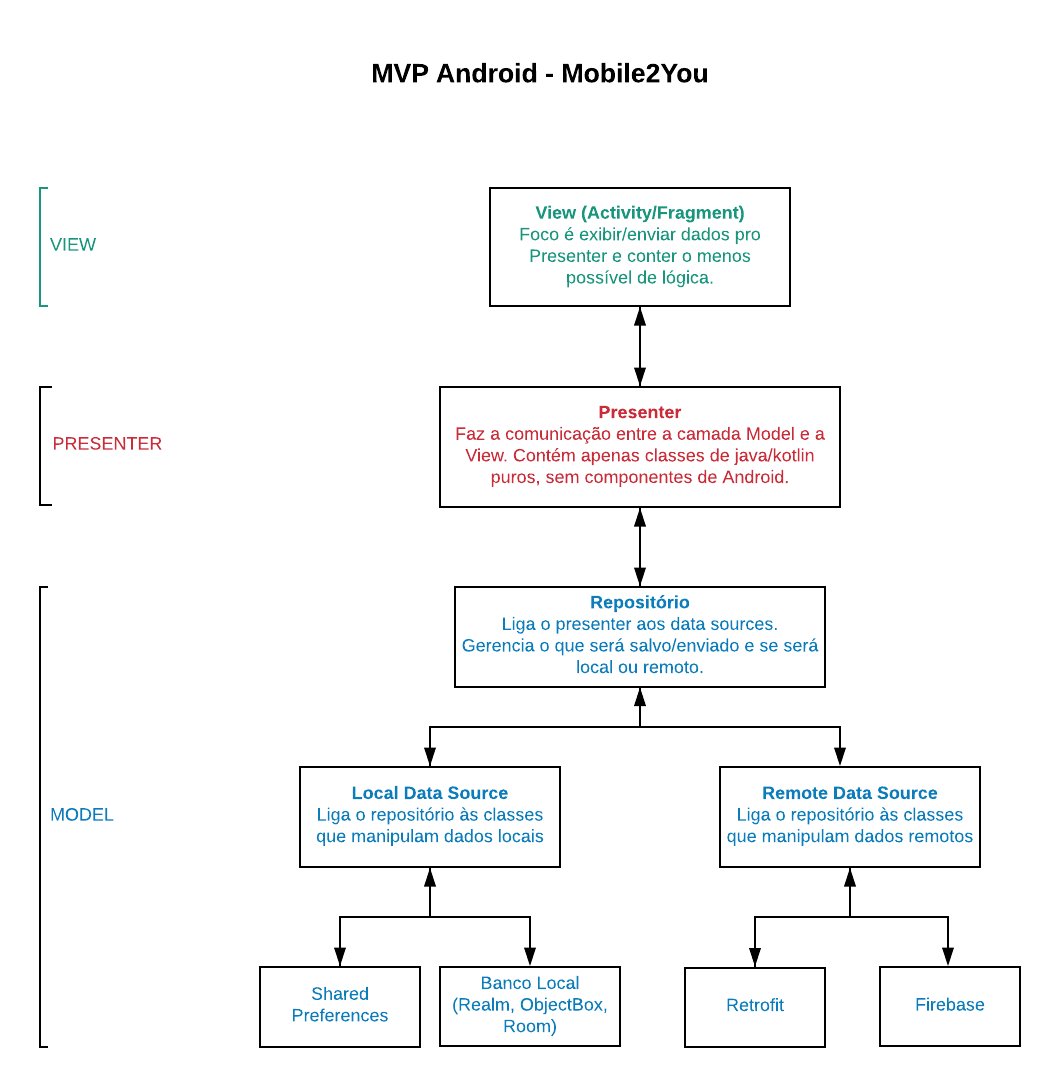 MVP Android - Mobile2You
VIEW
View (Activity/Fragment)
Foco é exibir/enviar dados pro
Presenter e conter o menos
possível de lógica.
PRESENTER
Presenter
Faz a comunicação entre a camada Model e a
View. Contém apenas classes de java/kotlin
puros, sem componentes de Android.
MODEL
Repositório
Liga o presenter aos data sources.
Gerencia o que será salvo/enviado e se será
local ou remoto.
Local Data Source
Liga o repositório às classes
que manipulam dados locais
Remote Data Source
Liga o repositório às classes
que manipulam dados remotos
Shared
Preferences
Banco Local
(Realm, ObjectBox,
Room)
Retrofit
Firebase